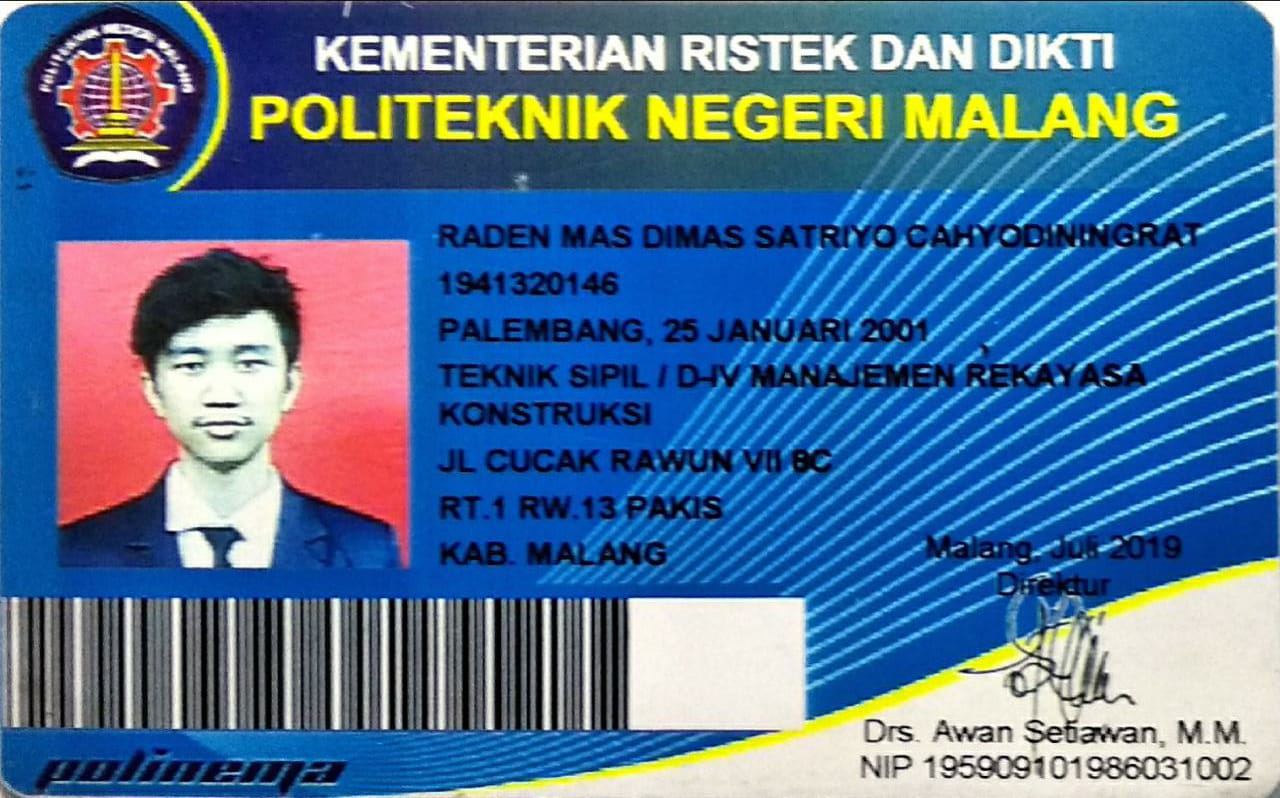 POLITEKNIK NEGERI MALANG
KEMENTERIAN RISTEK DAN DIKTI
POLITEKNIK NEGERI MALANG
RADEN MAS DIMAS SATRIYO CAHYODININGRAT
1941320146
PALEMBANG, 25 JANUARI 2001
TEKNIK SIPIL / D-IV MANAJEMEN REKAYASA
KONSTRUKSI
JL CUCAK RAWUN VII 8C
RT.1 RW.13 PAKIS
KAB. MALANG
Malang, Juli 2019
Direktur
Drs. Awan Setiawan, M.M.
NIP 195909101986031002
polinema